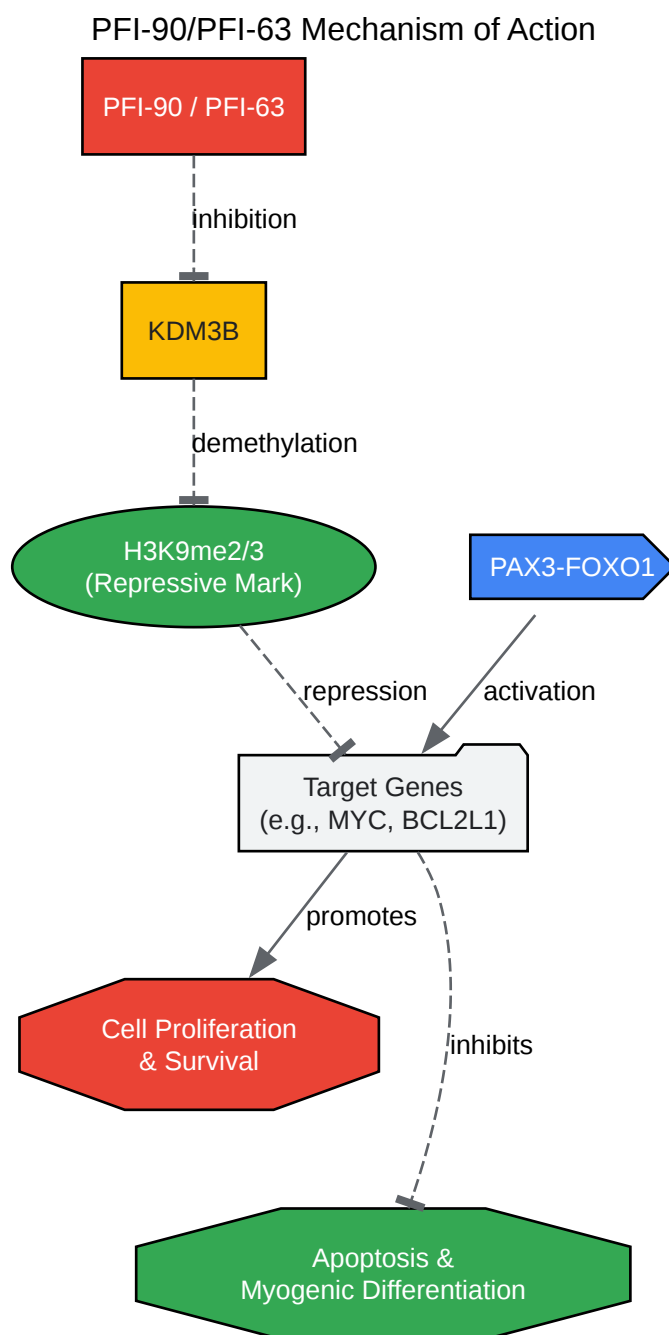 PFI-90/PFI-63 Mechanism of Action
PFI-90 / PFI-63
inhibition
KDM3B
demethylation
H3K9me2/3
(Repressive Mark)
PAX3-FOXO1
repression
activation
Target Genes
(e.g., MYC, BCL2L1)
promotes
Cell Proliferation
& Survival
inhibits
Apoptosis &
Myogenic Differentiation